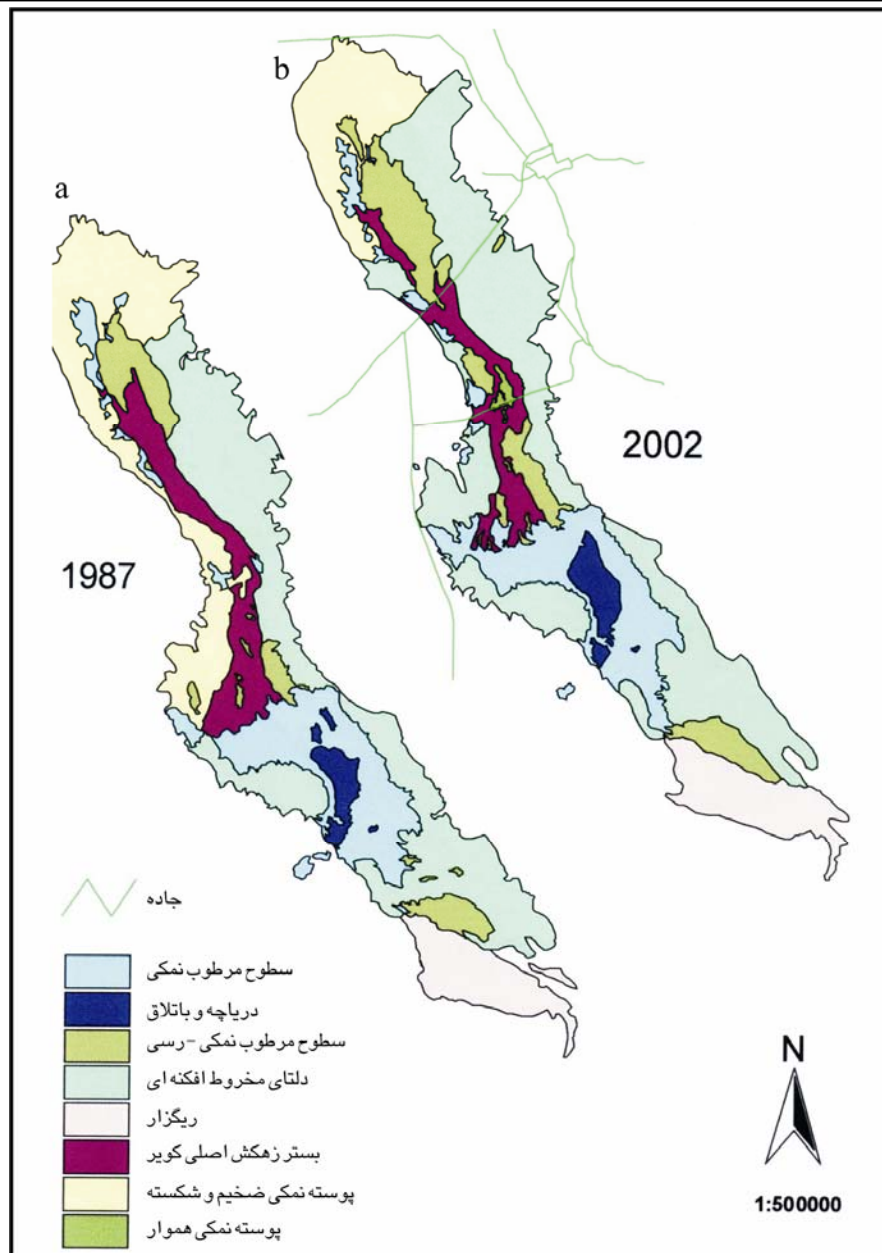 b
a
2002
1987
جاده
سطوح مرطوب نمکی
دریاچه و باتلاق
سطوح مرطوب نمکی - رسی
دلتای مخروط افکنه ای
ریگزار
بستر زهکش اصلی کویر
پوسته نمکی ضخیم و شکسته
پوسته نمکی هموار
N
1:500000